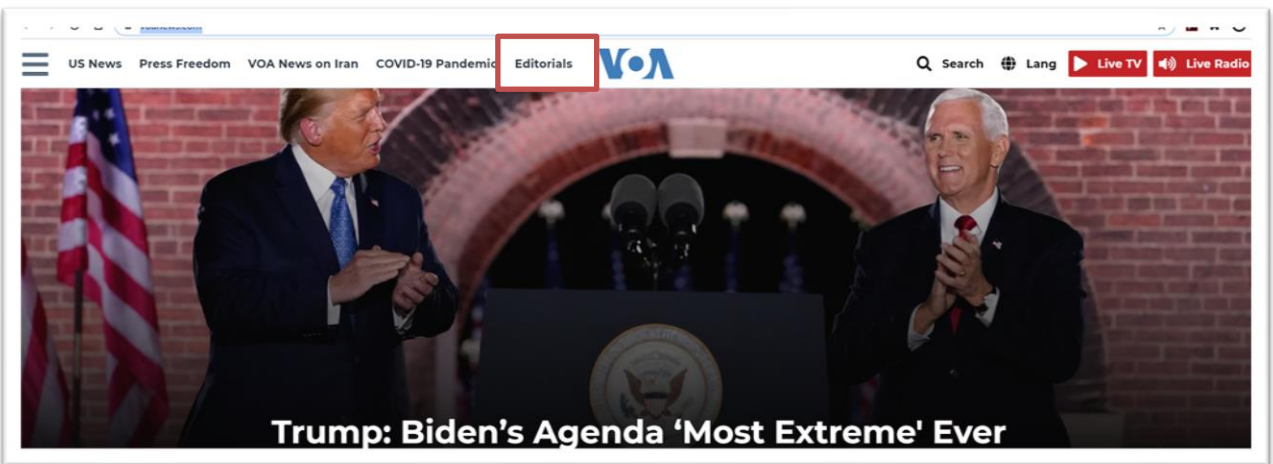 US News Press Freedom VOA News on Iran COVID-19 Pandemic Editorials VOA Search Lang Live TV Live Radio
Trump: Biden’s Agenda ‘Most Extreme' Ever